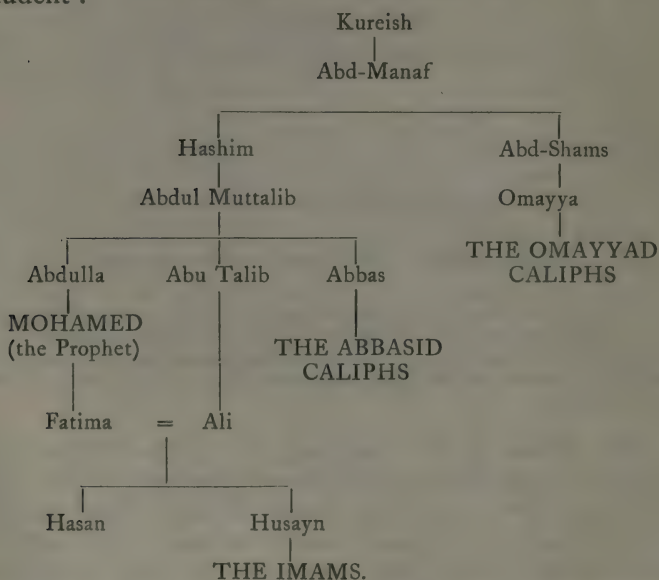 Kureish
Abd-Manaf
Hashim Abd-Shams
Abdul Muttalib Omayya
THE OMAYYAD
CALIPHS
Abdulla Abu Talib Abbas
MOHAMED
(the Prophet)
THE ABBASID
CALIPHS
Fatima = Ali
Hasan Husayn
THE IMAMS.